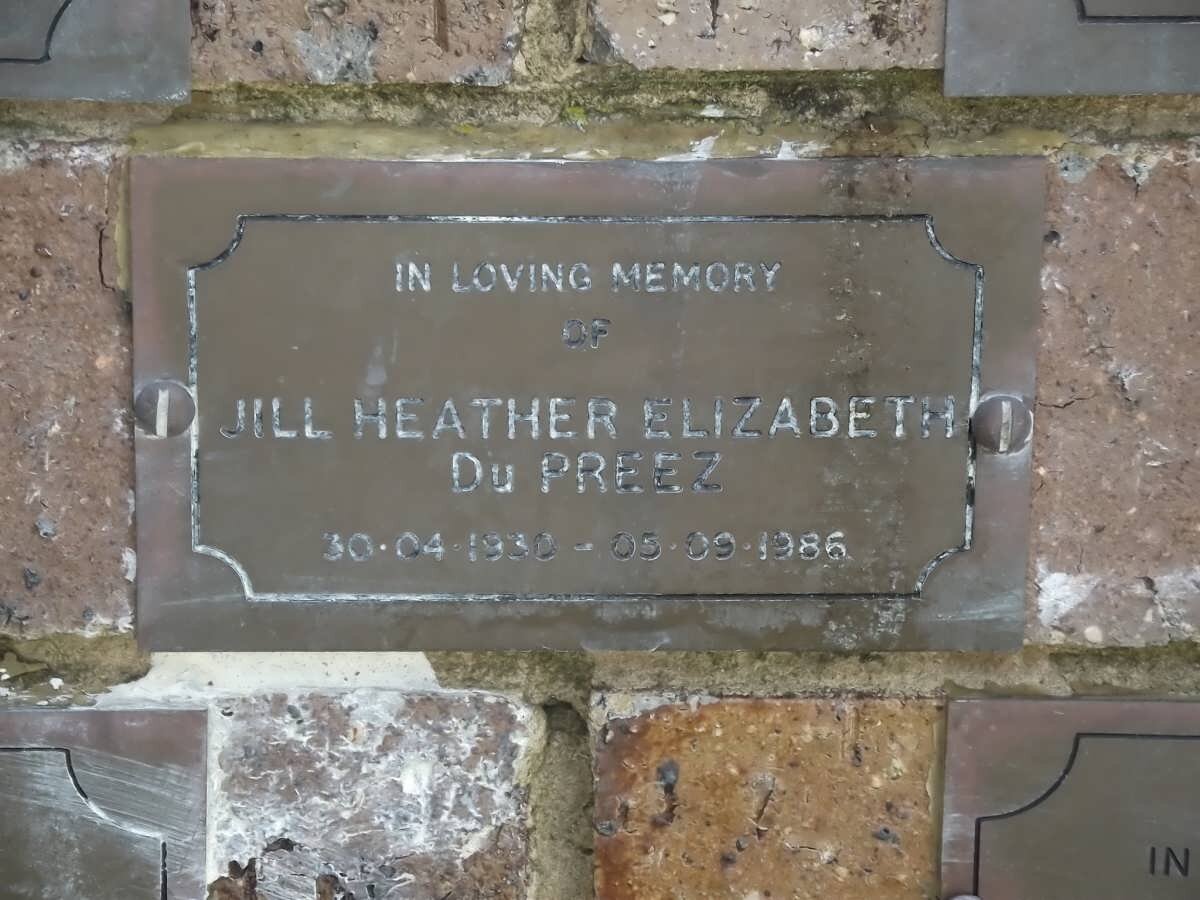 IN LOVING MEMORY
OF
JILL HEATHER ELIZABETH
Du PREEZ
30·04·1930 – 05·09·1986
IN